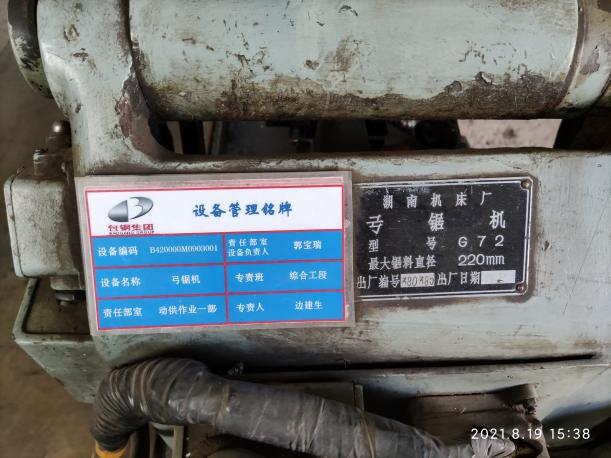 包钢集团
BAOGANG GROUP
设备管理铭牌
设备编码 B420000M0903001 责任部室设备负责人 郭宝瑞
设备名称 弓锯机 专责班 综合工段
责任部室 动供作业一部 专责人 边建生
湖南机床厂
弓锯机
型号 G72
最大锯料直径 220mm
出厂编号 出厂日期
2021.8.19 15:38